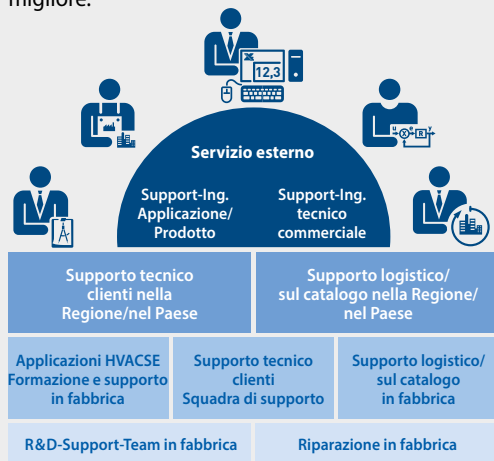 migliore.
12,3
u
X
R
y
Servizio esterno
Support-Ing.
Applicazione/
Prodotto
Support-Ing.
tecnico
commerciale
Supporto tecnico
clienti nella
Regione/nel Paese
Supporto logistico/
sul catalogo nella Regione/
nel Paese
Applicazioni HVACSE
Formazione e supporto
in fabbrica
Supporto tecnico
clienti
Squadra di supporto
Supporto logistico/
sul catalogo
in fabbrica
R&D-Support-Team in fabbrica
Riparazione in fabbrica